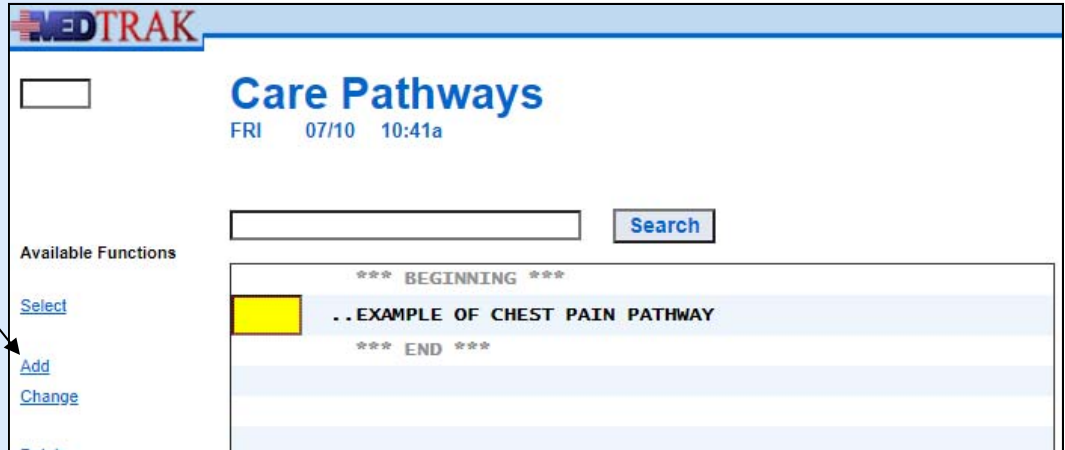 MEDTRAK
Care Pathways
FRI 07/10 10:41a
Search
Available Functions
*** BEGINNING ***
Select
..EXAMPLE OF CHEST PAIN PATHWAY
*** END ***
Add
Change